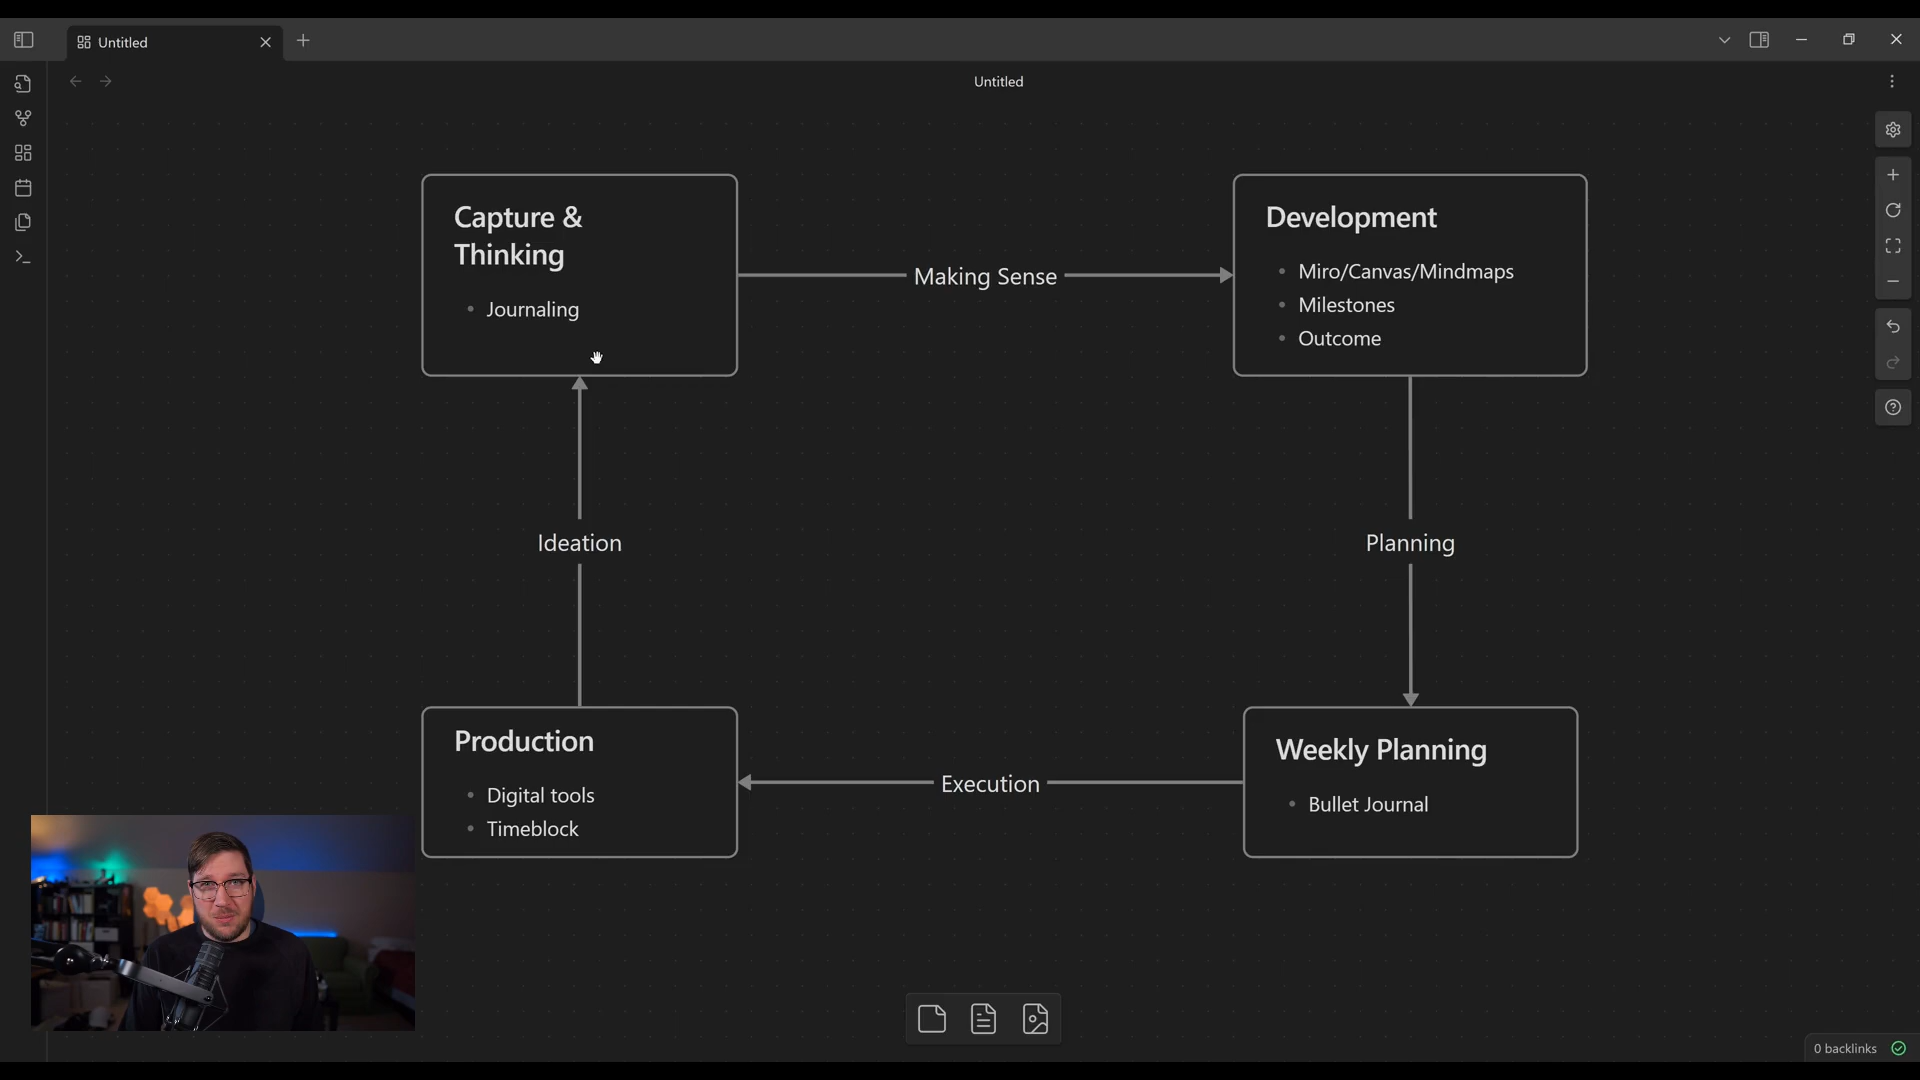 Untitled
Untitled
Capture &
Thinking
Journaling
Making Sense
Development
Miro/Canvas/Mindmaps
Milestones
Outcome
Ideation
Planning
Production
Digital tools
Timeblock
Execution
Weekly Planning
Bullet Journal
0 backlinks